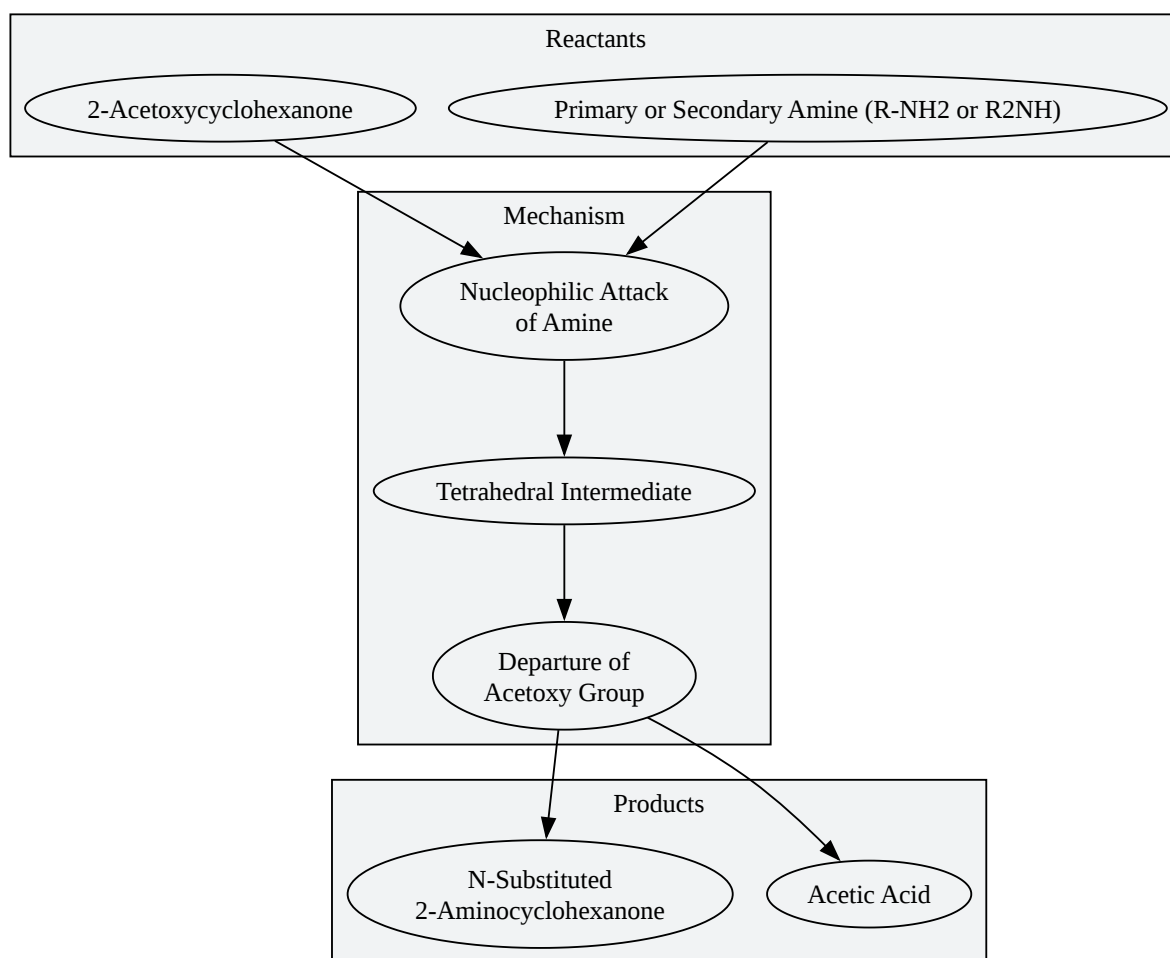 Reactants
2-Acetoxycyclohexanone
Primary or Secondary Amine (R-NH2 or R2NH)
Mechanism
Nucleophilic Attack
of Amine
Tetrahedral Intermediate
Departure of
Acetoxy Group
Products
N-Substituted
2-Aminocyclohexanone
Acetic Acid